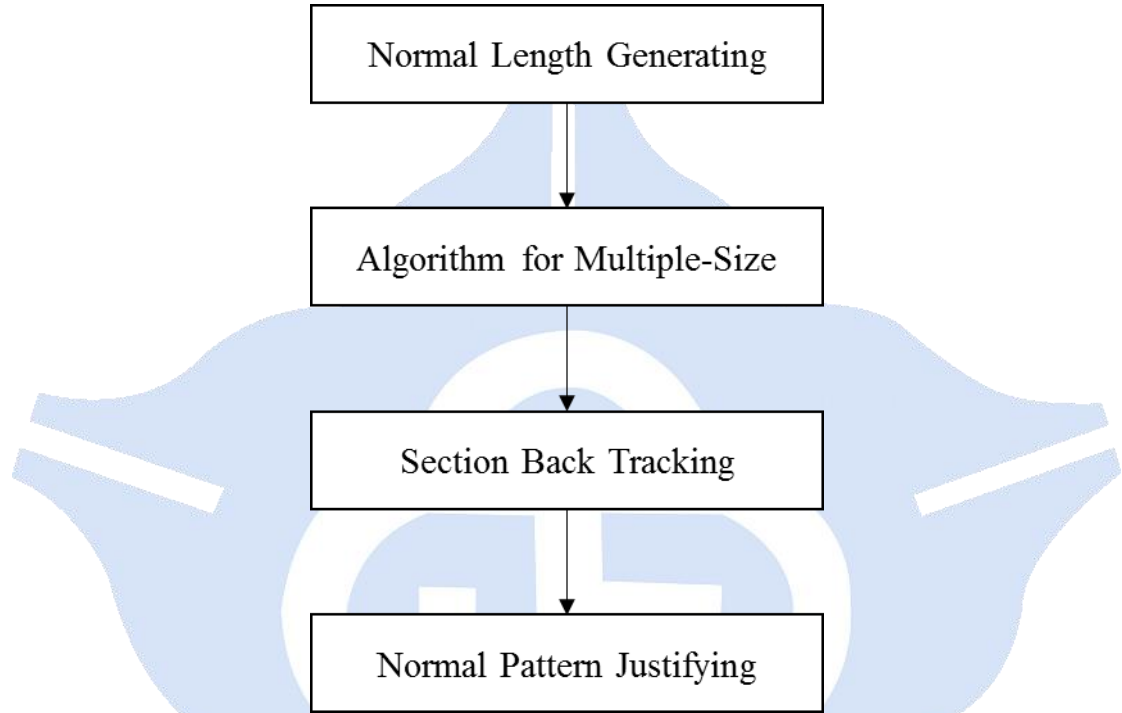 Normal Length Generating
Algorithm for Multiple-Size
Section Back Tracking
Normal Pattern Justifying